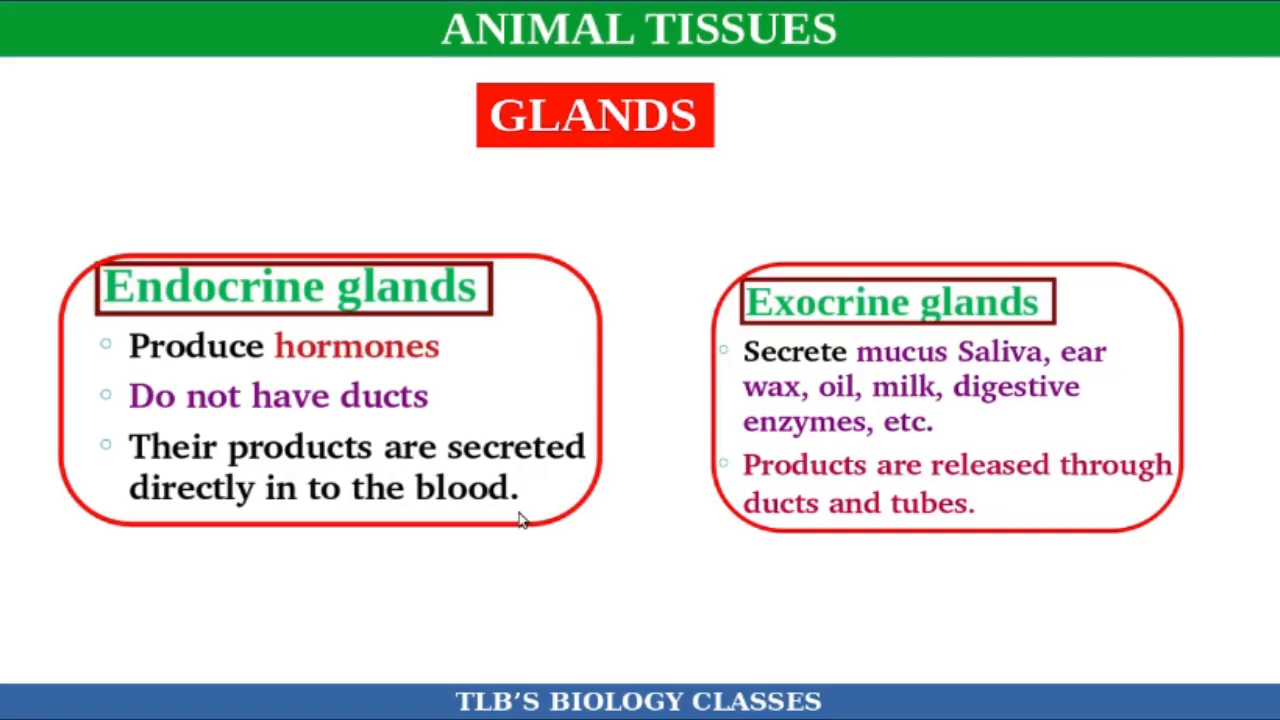 ANIMAL TISSUES
GLANDS
Endocrine glands
Produce hormones
Do not have ducts
Their products are secreted
directly in to the blood.
Exocrine glands
Secrete mucus Saliva, ear
wax, oil, milk, digestive
enzymes, etc.
Products are released through
ducts and tubes.
TLB’S BIOLOGY CLASSES